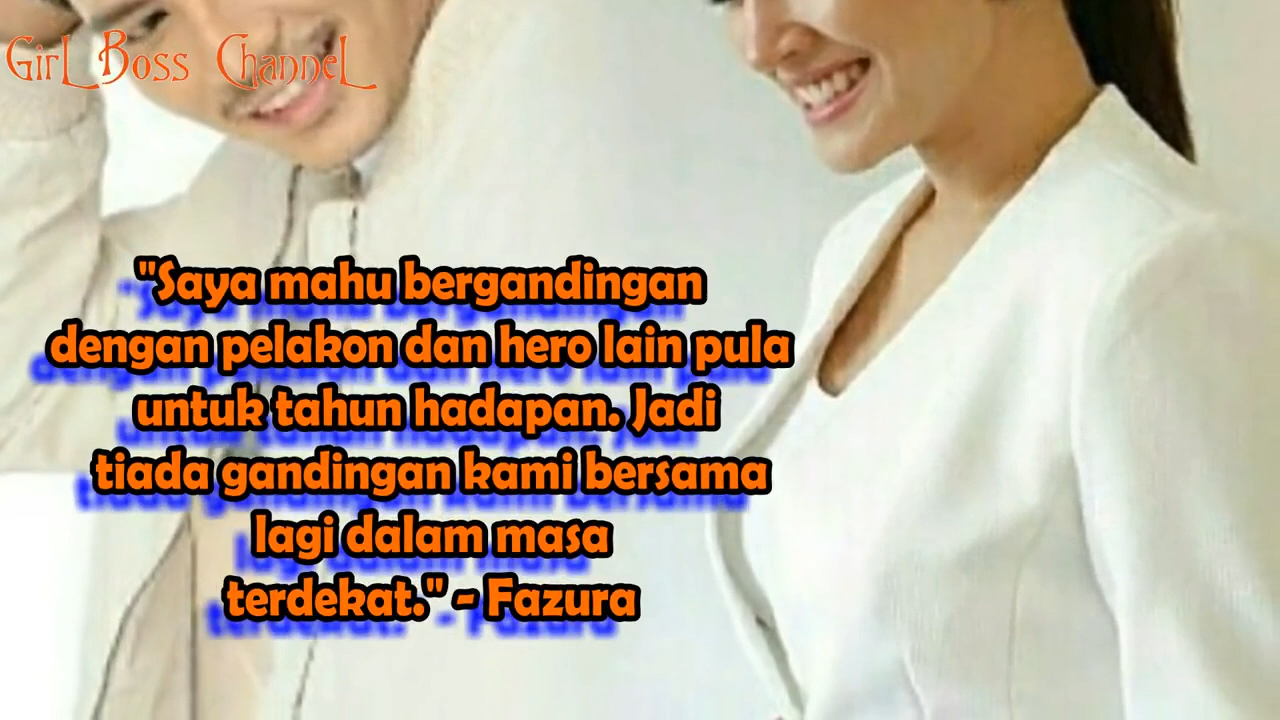 GirL Boss ChanneL
"Saya mahu bergandingan
dengan pelakon dan hero lain pula
untuk tahun hadapan. Jadi
tiada gandingan kami bersama
lagi dalam masa
terdekat." - Fazura